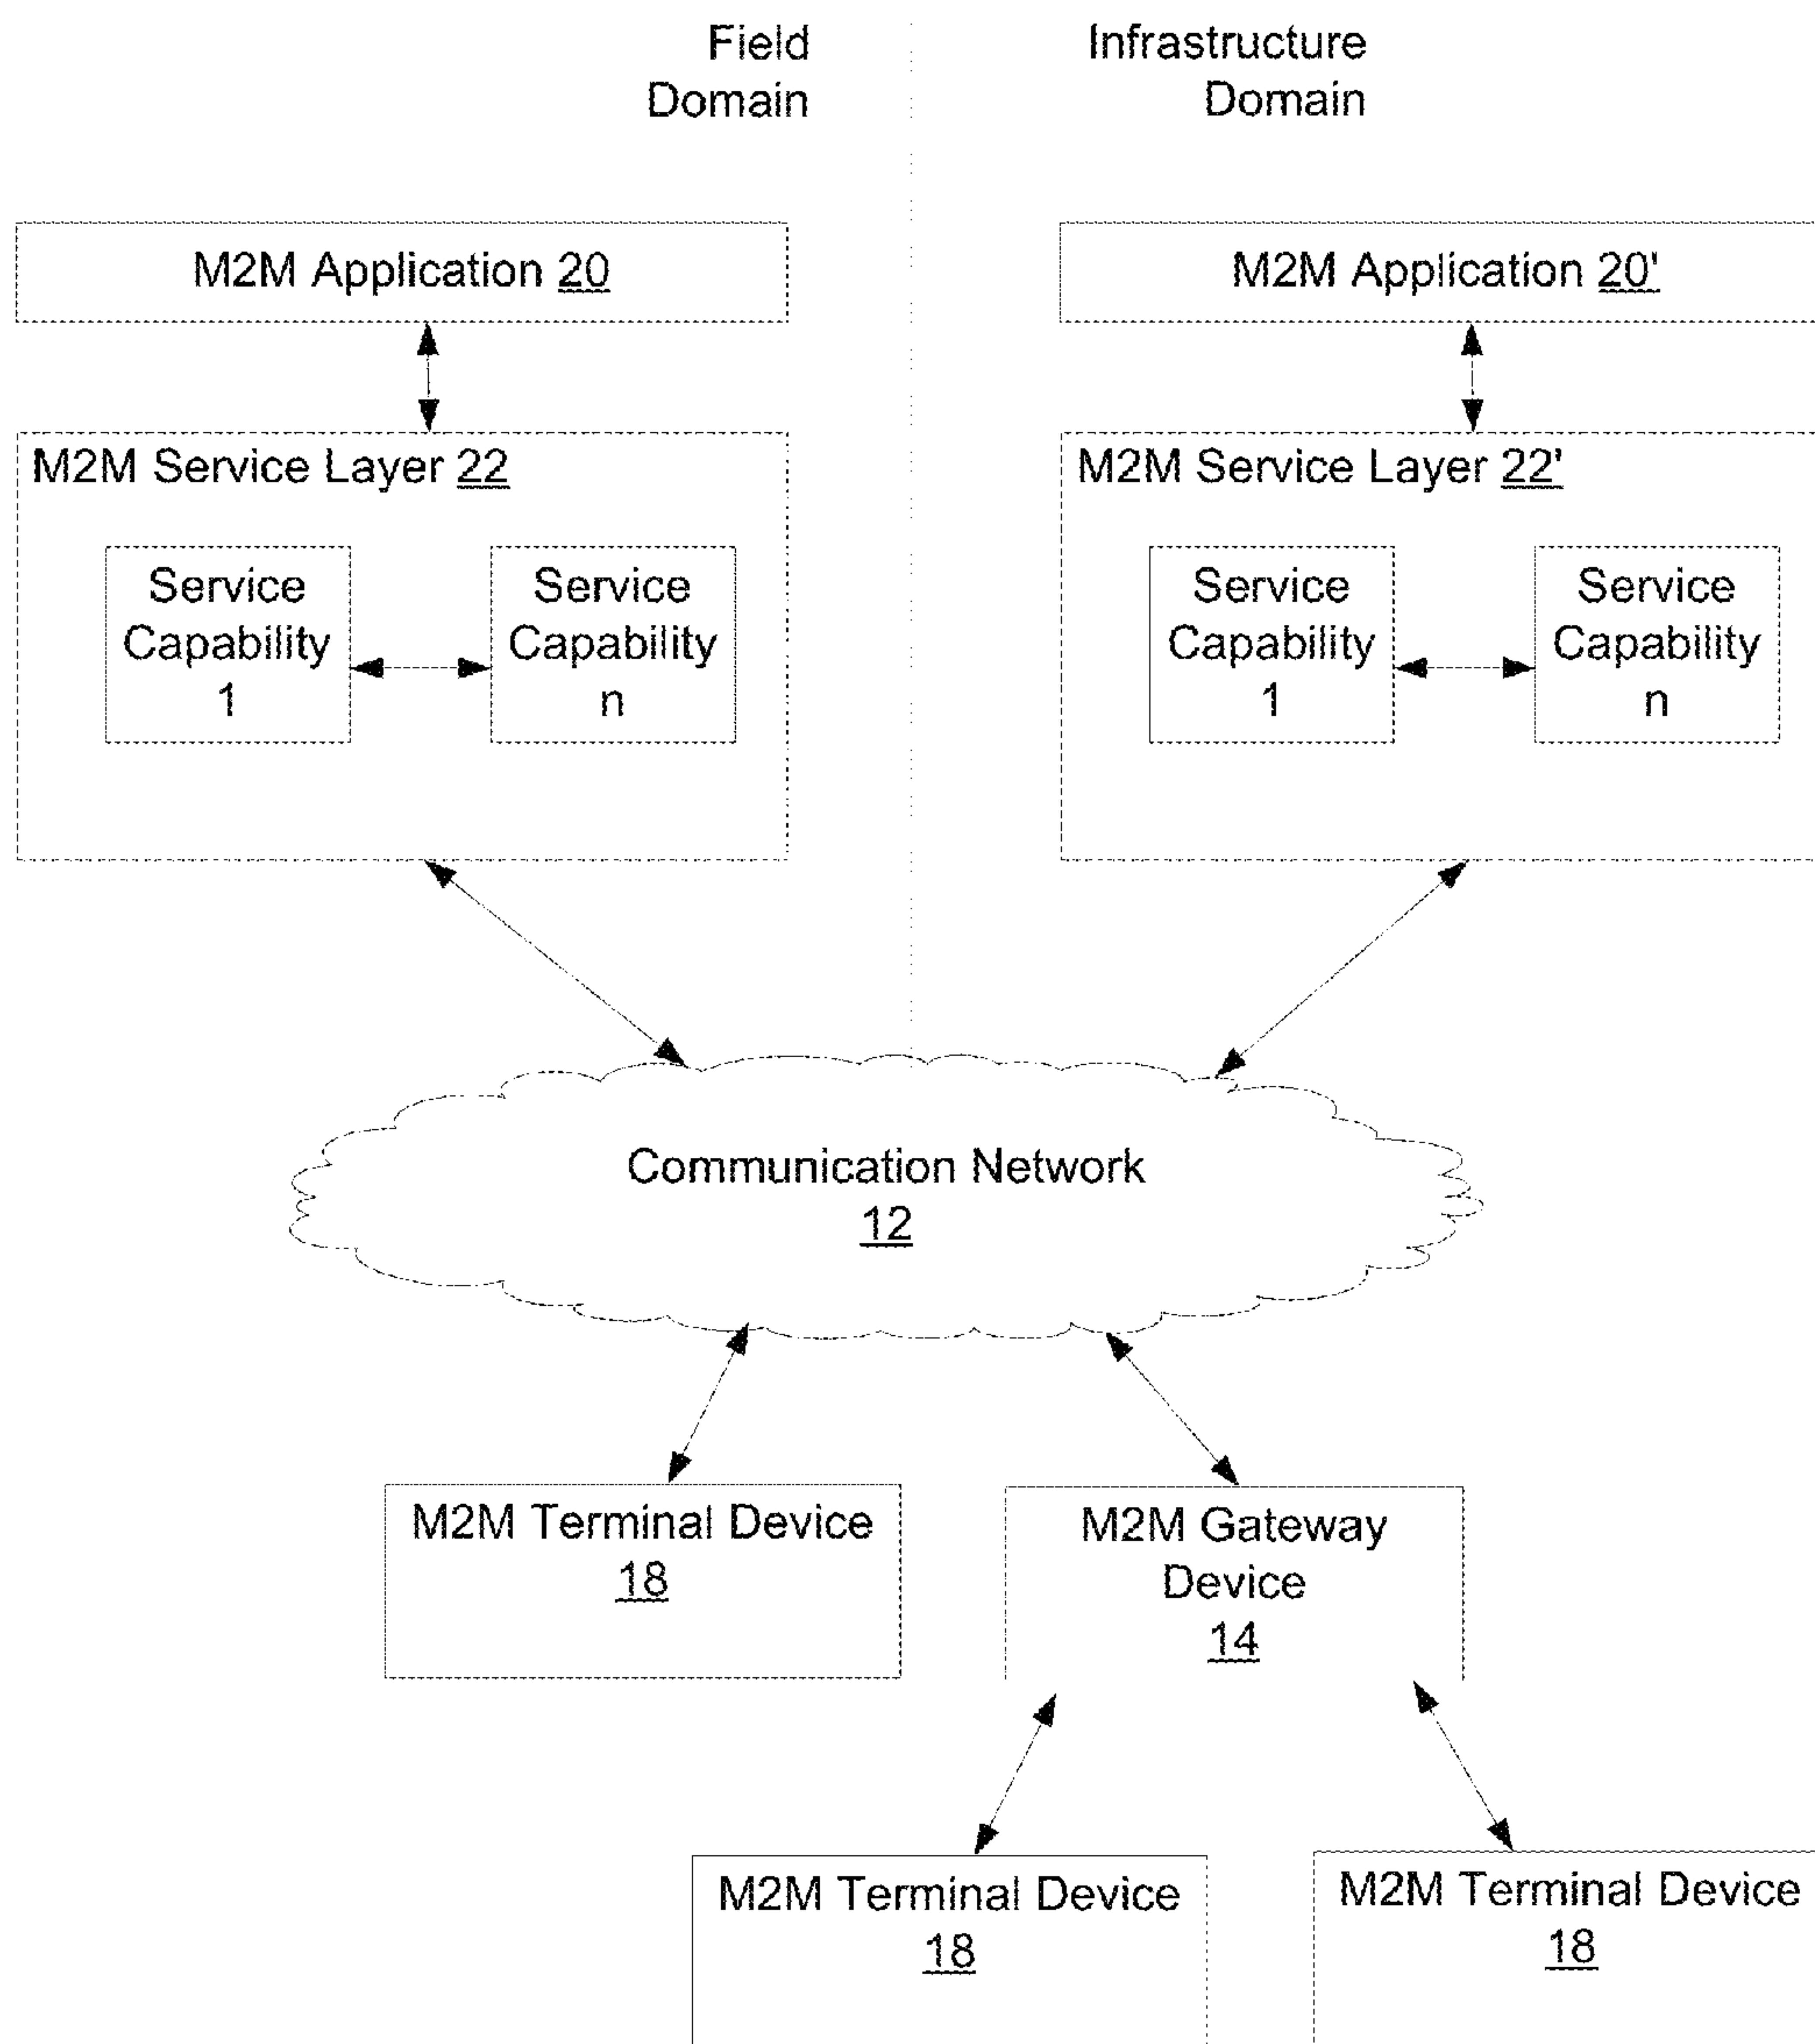 Field
Domain
Infrastructure
Domain
M2M Application 20
M2M Application 20'
M2M Service Layer 22
M2M Service Layer 22'
Service
Capability
1
Service
Capability
n
Service
Capability
1
Service
Capability
n
Communication Network
12
M2M Terminal Device
18
M2M Gateway
Device
14
M2M Terminal Device
18
M2M Terminal Device
18